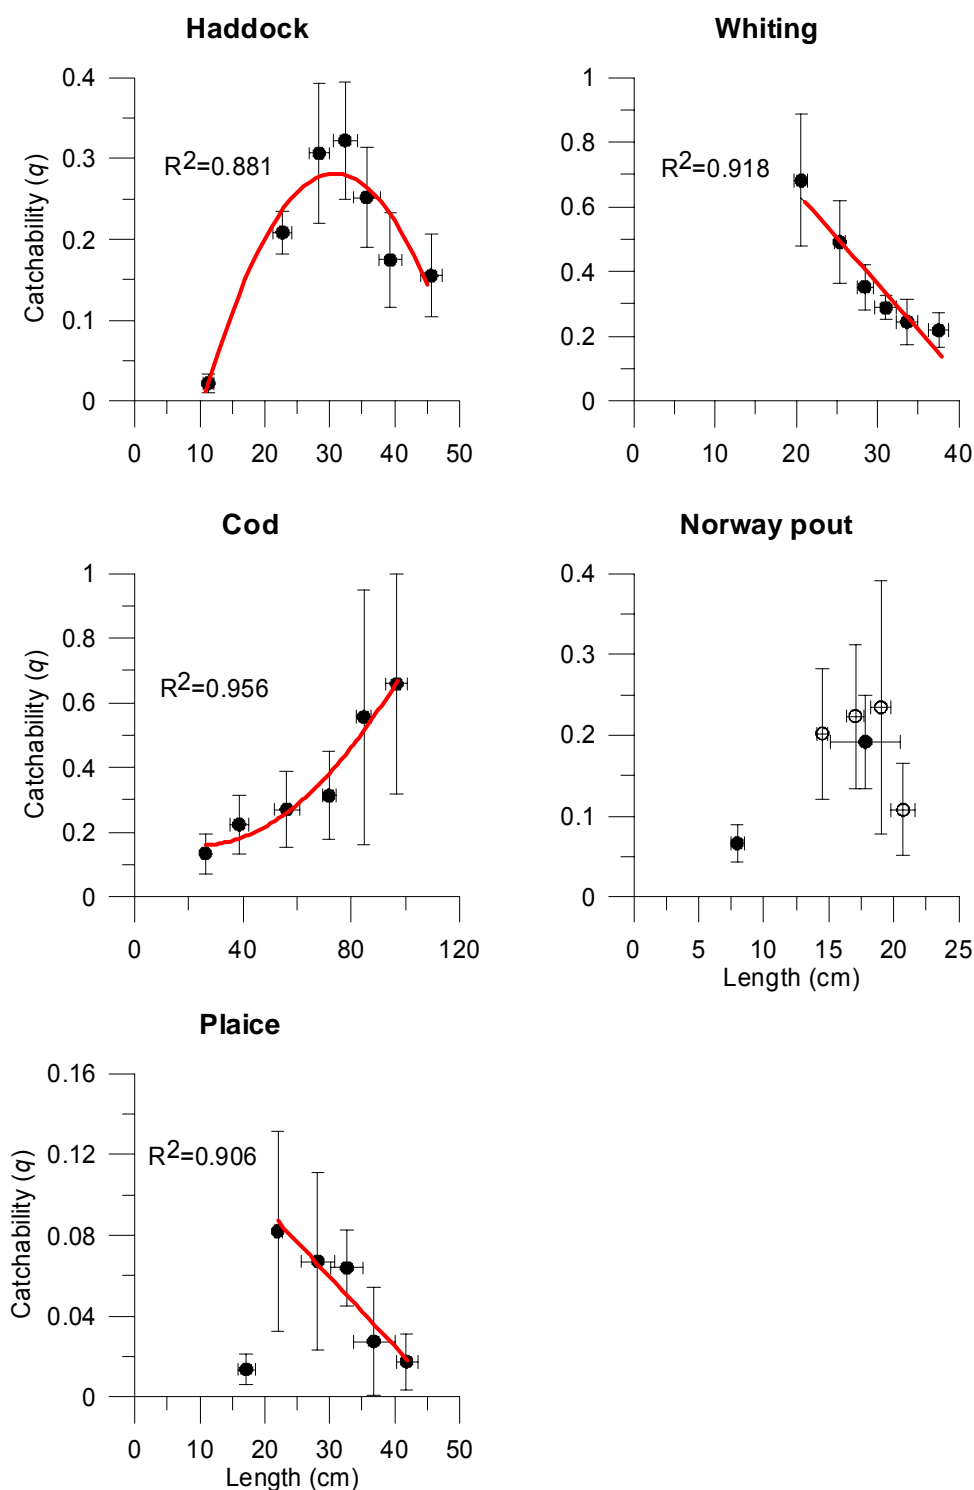 Haddock
Catchability (q)
0.4
0.3
0.2
0.1
0
R2=0.881
0 10 20 30 40 50
Whiting
1
0.8
0.6
0.4
0.2
0
R2=0.918
0 10 20 30 40
Cod
Catchability (q)
1
0.8
0.6
0.4
0.2
0
R2=0.956
0 40 80 120
Norway pout
0.4
0.3
0.2
0.1
0
0 5 10 15 20 25
Length (cm)
Plaice
Catchability (q)
0.16
0.12
0.08
0.04
0
R2=0.906
0 10 20 30 40 50
Length (cm)